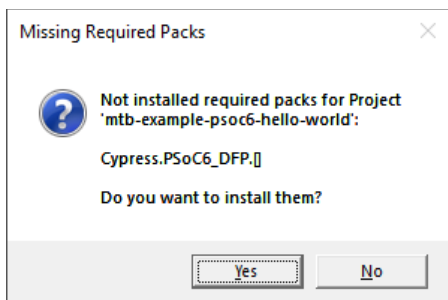 Missing Required Packs
Not installed required packs for Project
'mtb-example-psoc6-hello-world':
Cypress.PSoC6_DFP.[]
Do you want to install them?
Yes
No